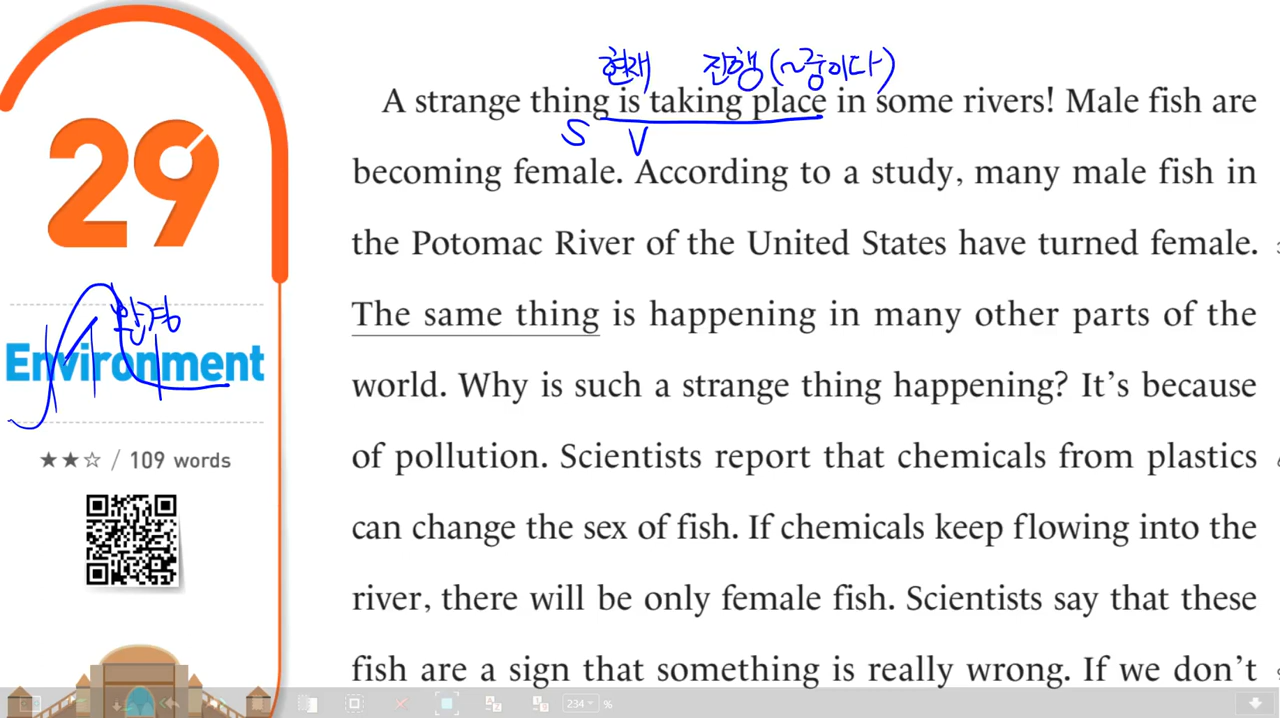 29
환경
Environment
★★☆ / 109 words
현재 진행(~중이다)
A strange thing is taking place in some rivers! Male fish are
S V
becoming female. According to a study, many male fish in
the Potomac River of the United States have turned female.
The same thing is happening in many other parts of the
world. Why is such a strange thing happening? It's because
of pollution. Scientists report that chemicals from plastics
can change the sex of fish. If chemicals keep flowing into the
river, there will be only female fish. Scientists say that these
fish are a sign that something is really wrong. If we don't
234 %